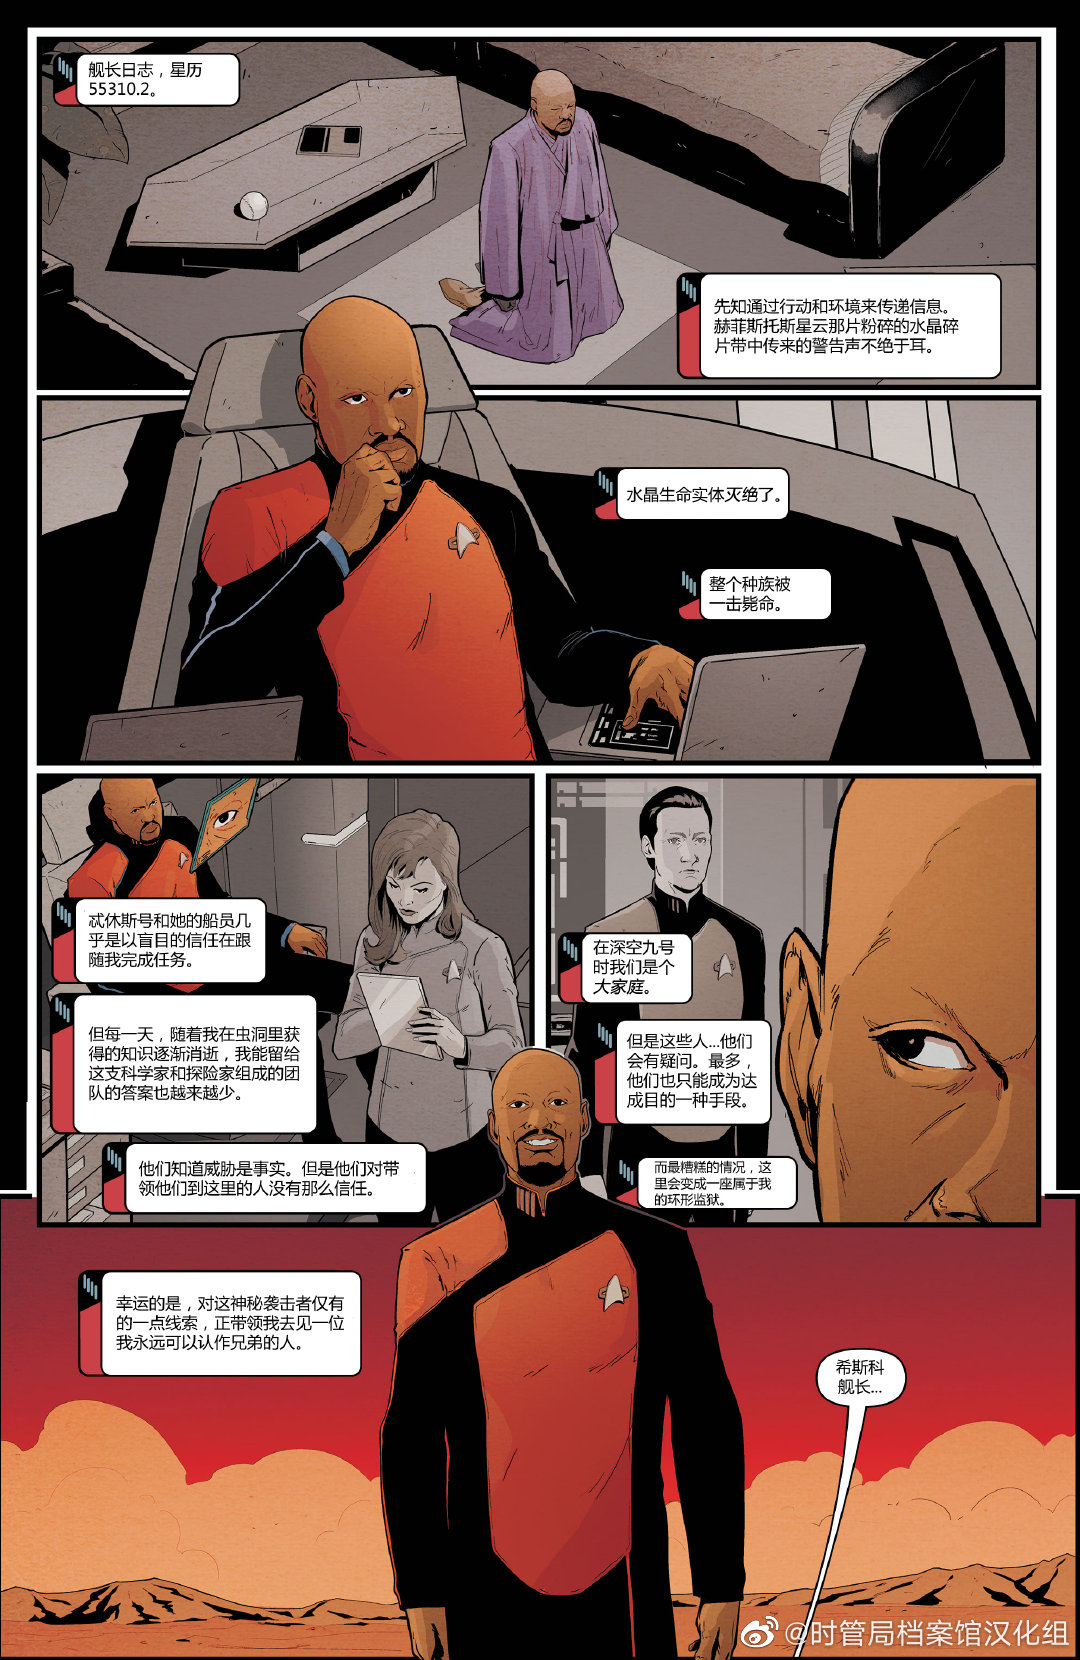 舰长日志，星历
55310.2。
先知通过行动和环境来传递信息。
赫菲斯托斯星云那片粉碎的水晶碎
片带中传来的警告声不绝于耳。
水晶生命实体灭绝了。
整个种族被
一击毙命。
忒休斯号和她的船员几
乎是以盲目的信任在跟
随我完成任务。
但每一天，随着我在虫洞里获
得的知识逐渐消逝，我能留给
这支科学家和探险家组成的团
队的答案也越来越少。
他们知道威胁是事实。但是他们对带
领他们到这里的人没有那么信任。
在深空九号
时我们是个
大家庭。
但是这些人...他们
会有疑问。最多，
他们也只能成为达
成目的一种手段。
而最糟糕的情况，这
里会变成一座属于我
的环形监狱。
幸运的是，对这神秘袭击者仅有
的一点线索，正带领我去见一位
我永远可以认作兄弟的人。
希斯科
舰长...
@时管局档案馆汉化组